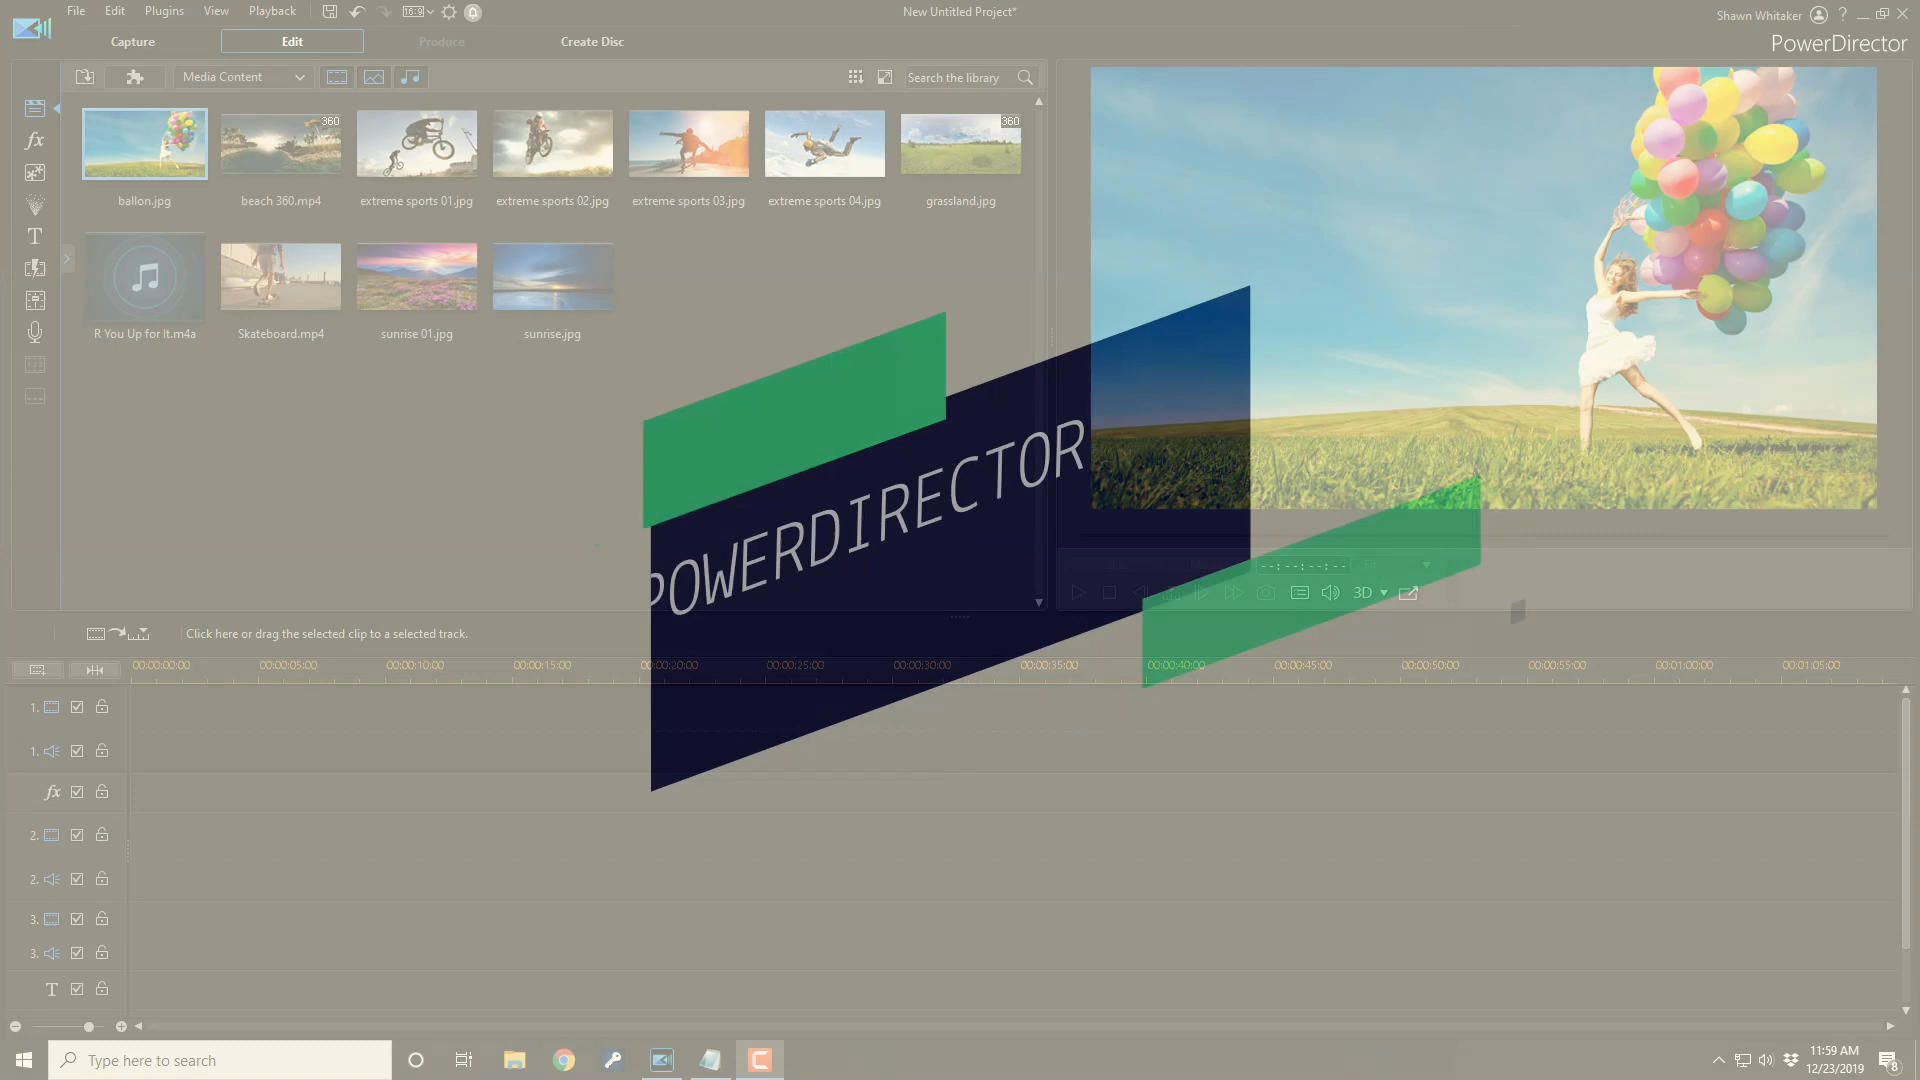 File Edit Plugins View Playback
16:9
New Untitled Project*
Shawn Whitaker
?
Capture Edit Produce Create Disc
PowerDirector
Media Content
Search the library
360
360
ballon.jpg beach 360.mp4 extreme sports 01.jpg extreme sports 02.jpg extreme sports 03.jpg extreme sports 04.jpg grassland.jpg
R You Up for It.m4a Skateboard.mp4 sunrise 01.jpg sunrise.jpg
fx
T
POWERDIRECTOR
--:--:--:-- Fit
3D
Click here or drag the selected clip to a selected track.
00:00:00:00 00:00:05:00 00:00:10:00 00:00:15:00 00:00:20:00 00:00:25:00 00:00:30:00 00:00:35:00 00:00:40:00 00:00:45:00 00:00:50:00 00:00:55:00 00:01:00:00 00:01:05:00
1.
1.
fx
2.
2.
3.
3.
T
Type here to search
11:59 AM
12/23/2019
8